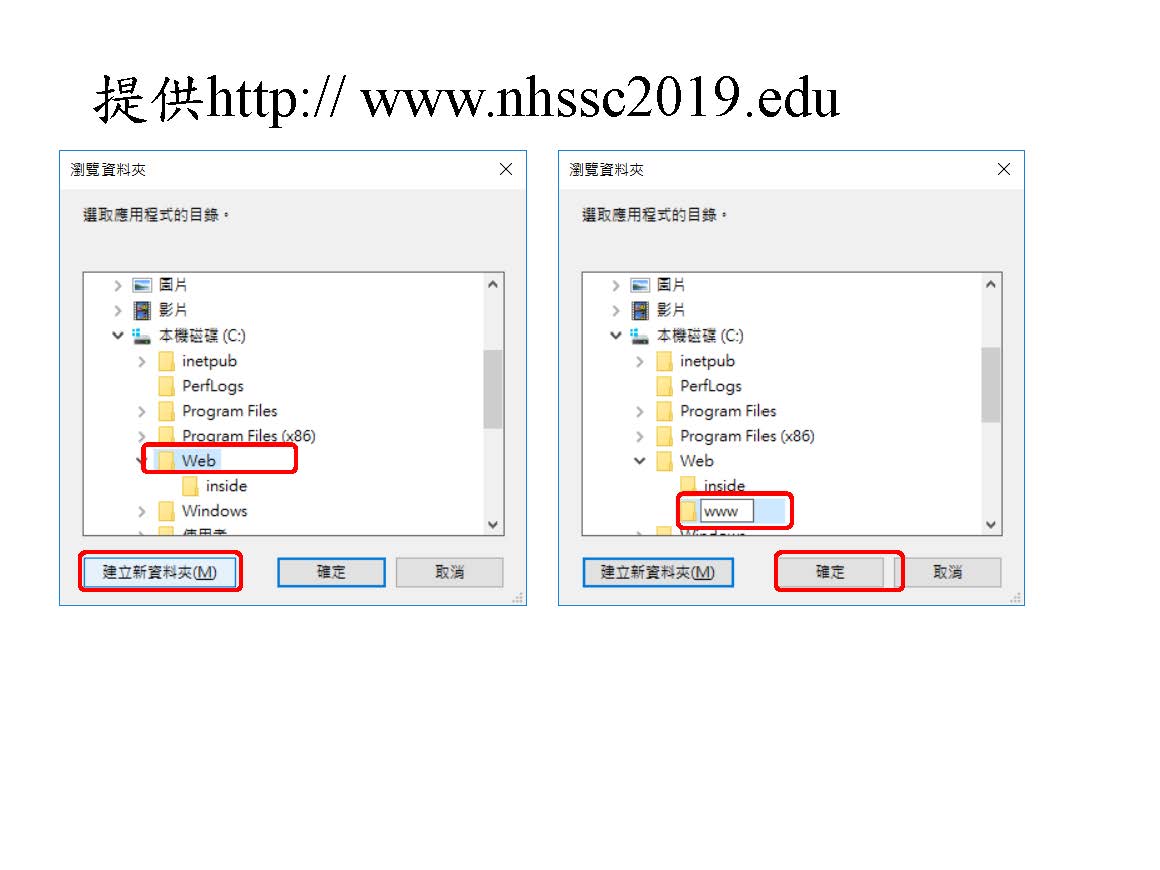 提供http:// www.nhssc2019.edu
瀏覽資料夾
選取應用程式的目錄。
圖片
影片
本機磁碟 (C:)
inetpub
PerfLogs
Program Files
Program Files (x86)
Web
inside
Windows
使用者
建立新資料夾(M)
確定
取消
瀏覽資料夾
選取應用程式的目錄。
圖片
影片
本機磁碟 (C:)
inetpub
PerfLogs
Program Files
Program Files (x86)
Web
inside
www
Windows
建立新資料夾(M)
確定
取消